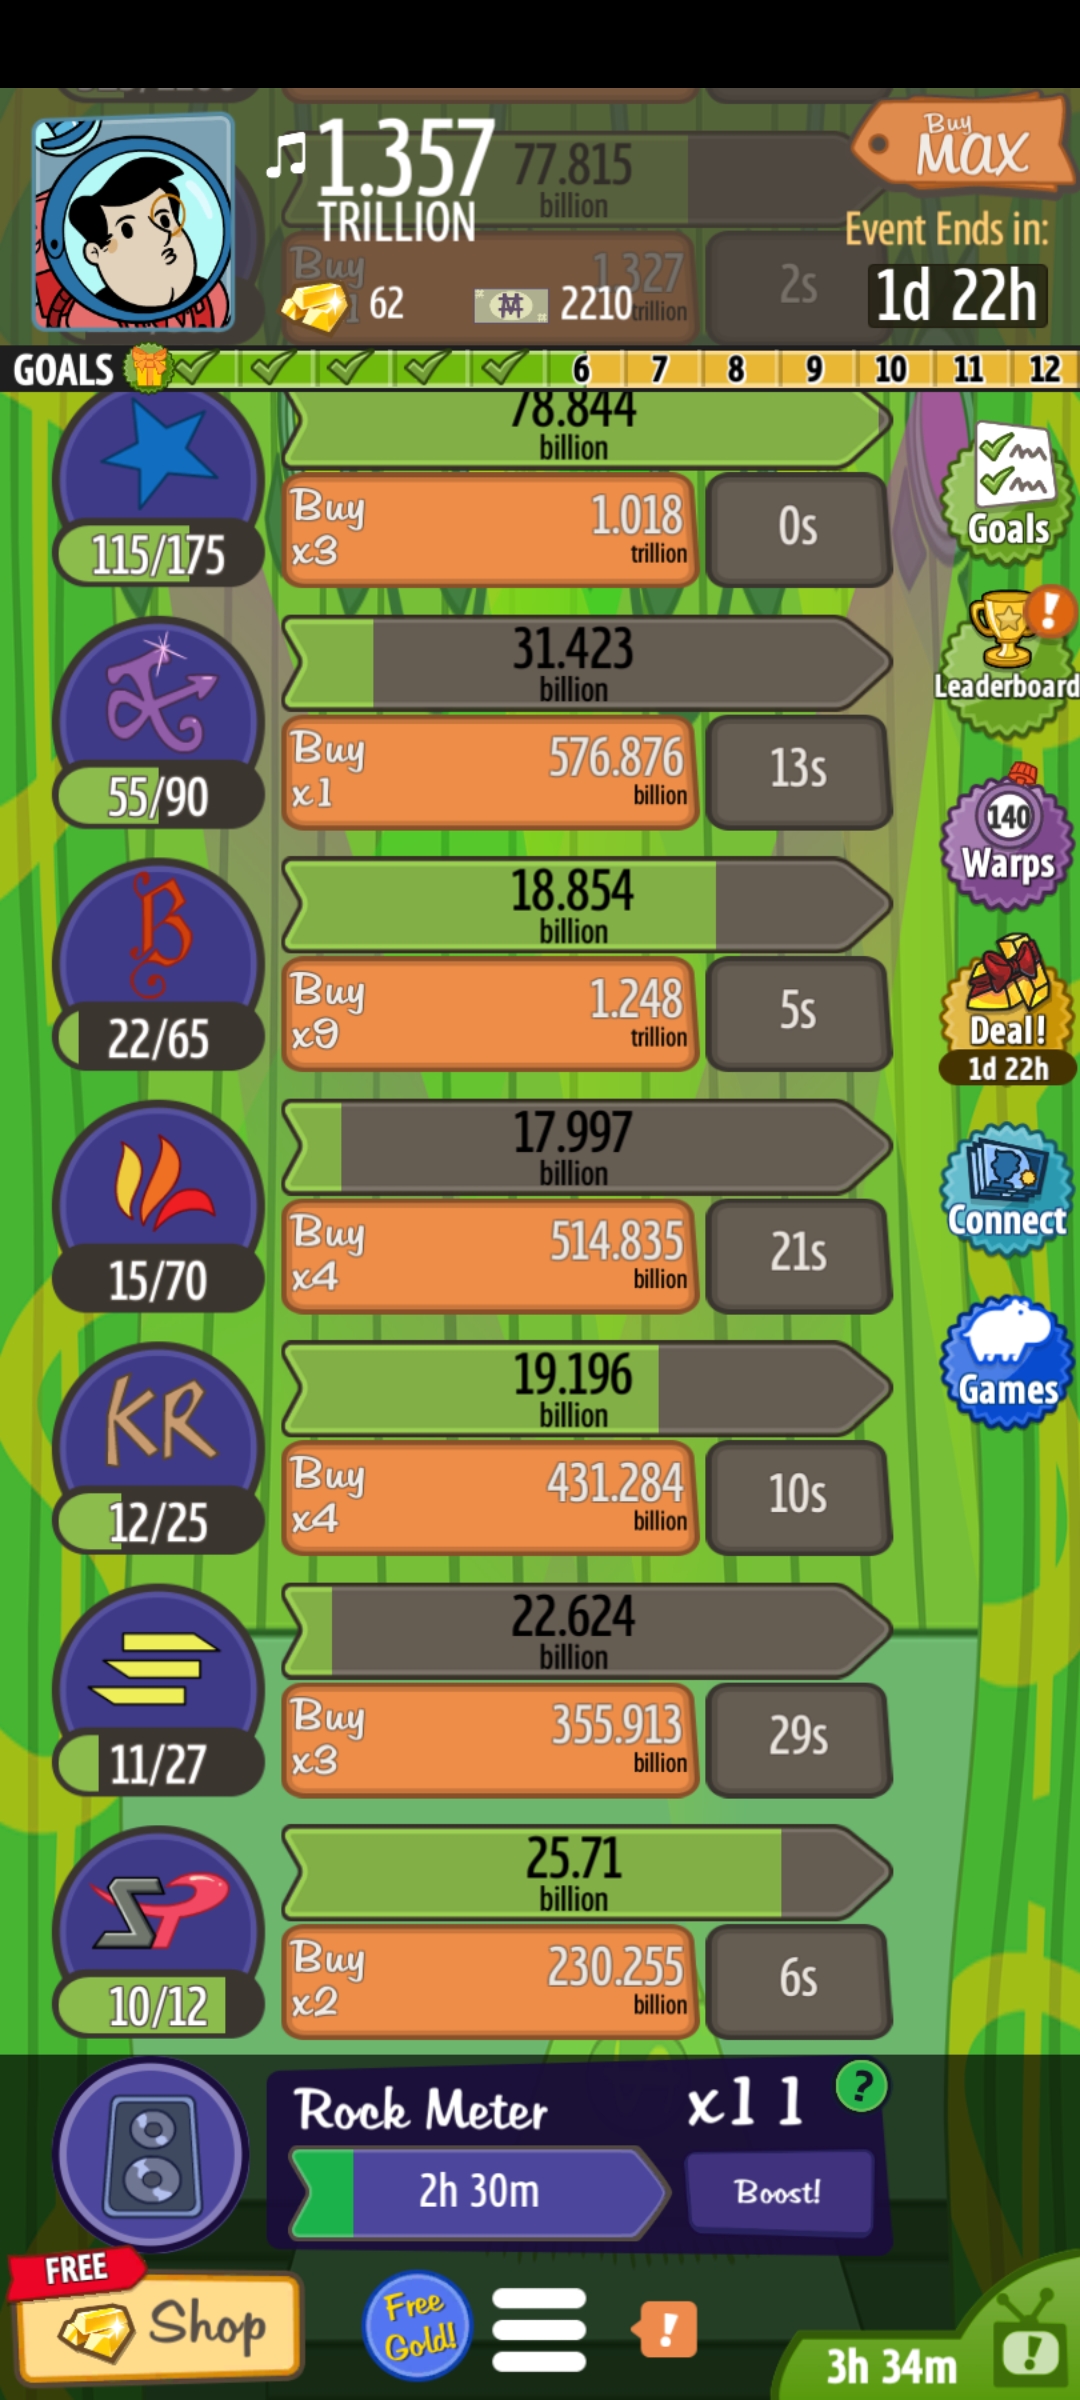 1.357
TRILLION
77.815
billion
Buy
MAX
Event Ends in:
1d 22h
Buy
1.327
trillion
2s
62
2210
GOALS
6 7 8 9 10 11 12
78.844
billion
115/175
Buy
x3
1.018
trillion
0s
Goals
31.423
billion
55/90
Buy
x1
576.876
billion
13s
!
Leaderboard
18.854
billion
B
22/65
Buy
x9
1.248
trillion
5s
140
Warps
Deal!
1d 22h
17.997
billion
15/70
Buy
x4
514.835
billion
21s
Connect
19.196
billion
KR
12/25
Buy
x4
431.284
billion
10s
Games
22.624
billion
11/27
Buy
x3
355.913
billion
29s
25.71
billion
SP
10/12
Buy
x2
230.255
billion
6s
Rock Meter
x11
?
2h 30m
Boost!
FREE
Shop
Free
Gold!
!
3h 34m
!